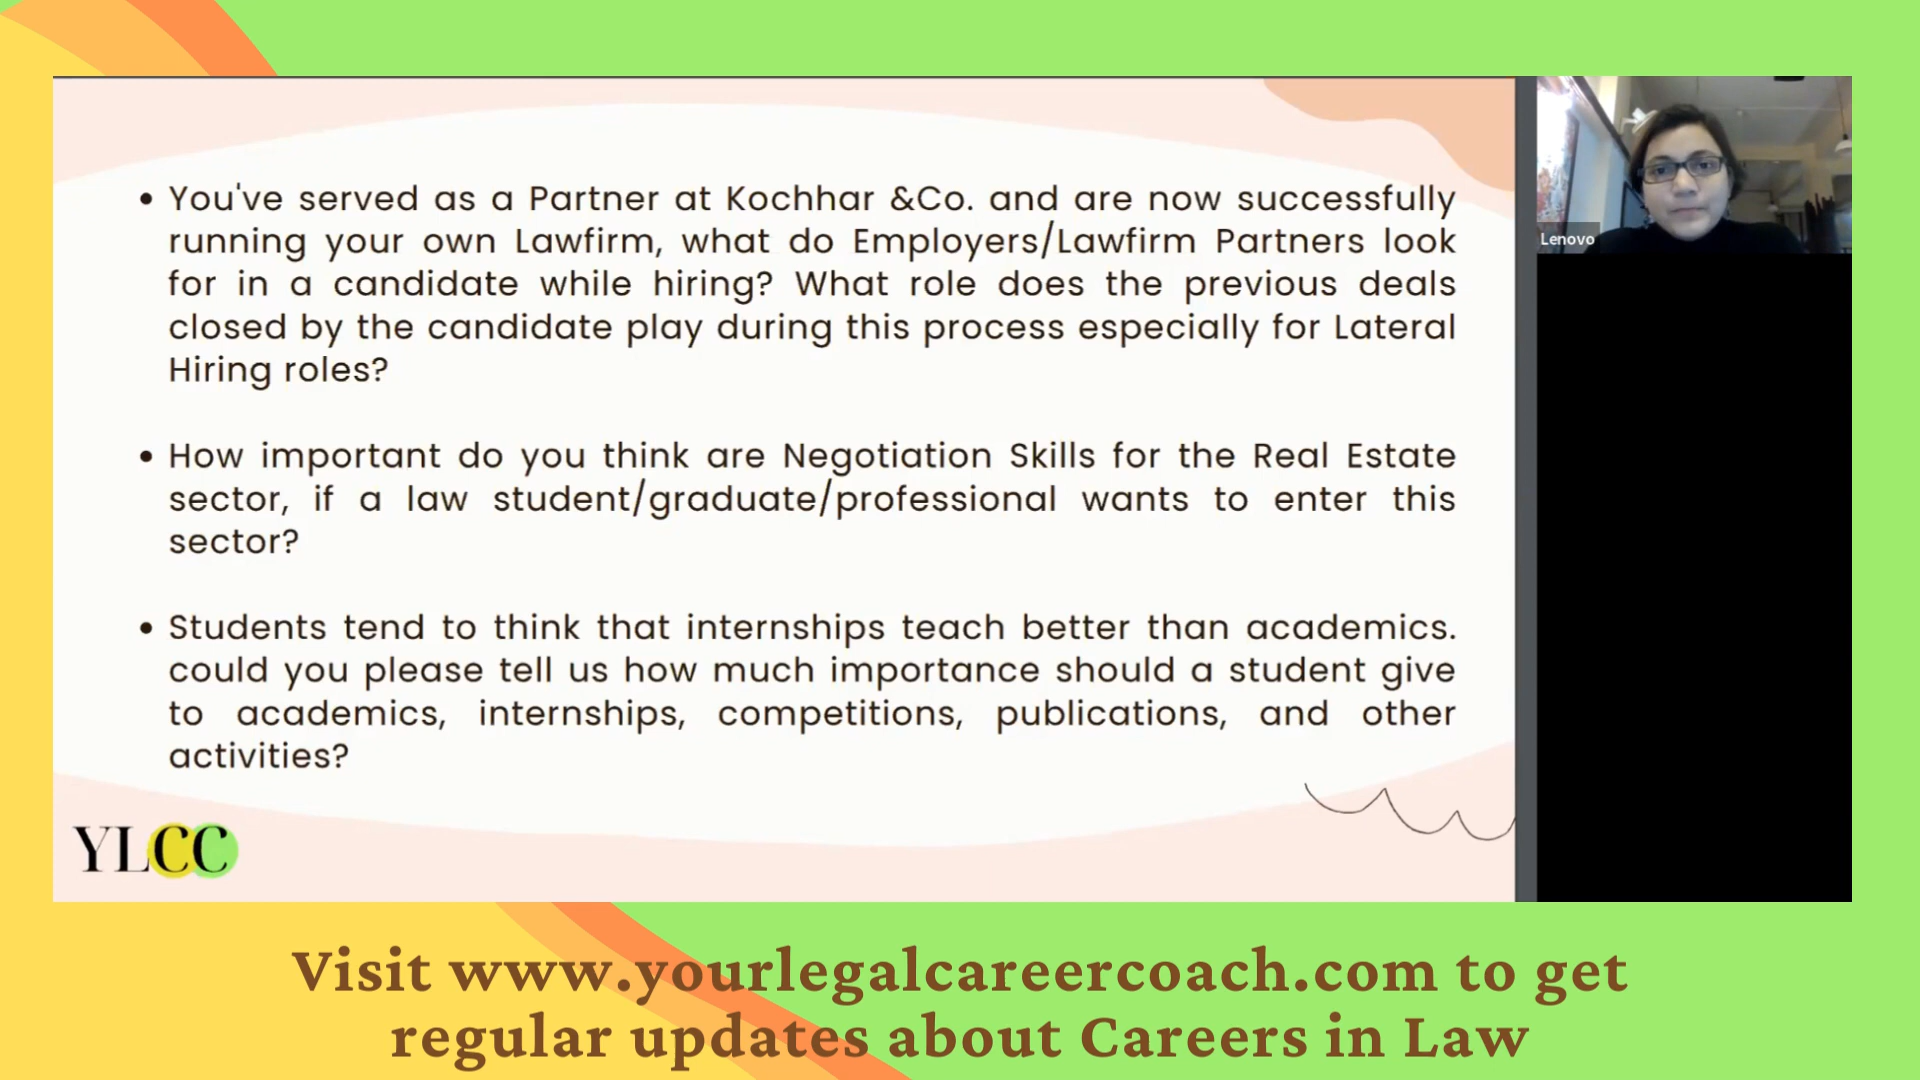 You've served as a Partner at Kochhar &Co. and are now successfully
running your own Lawfirm, what do Employers/Lawfirm Partners look
for in a candidate while hiring? What role does the previous deals
closed by the candidate play during this process especially for Lateral
Hiring roles?
How important do you think are Negotiation Skills for the Real Estate
sector, if a law student/graduate/professional wants to enter this
sector?
Students tend to think that internships teach better than academics.
could you please tell us how much importance should a student give
to academics, internships, competitions, publications, and other
activities?
YLCC
Lenovo
Visit www.yourlegalcareercoach.com to get
regular updates about Careers in Law